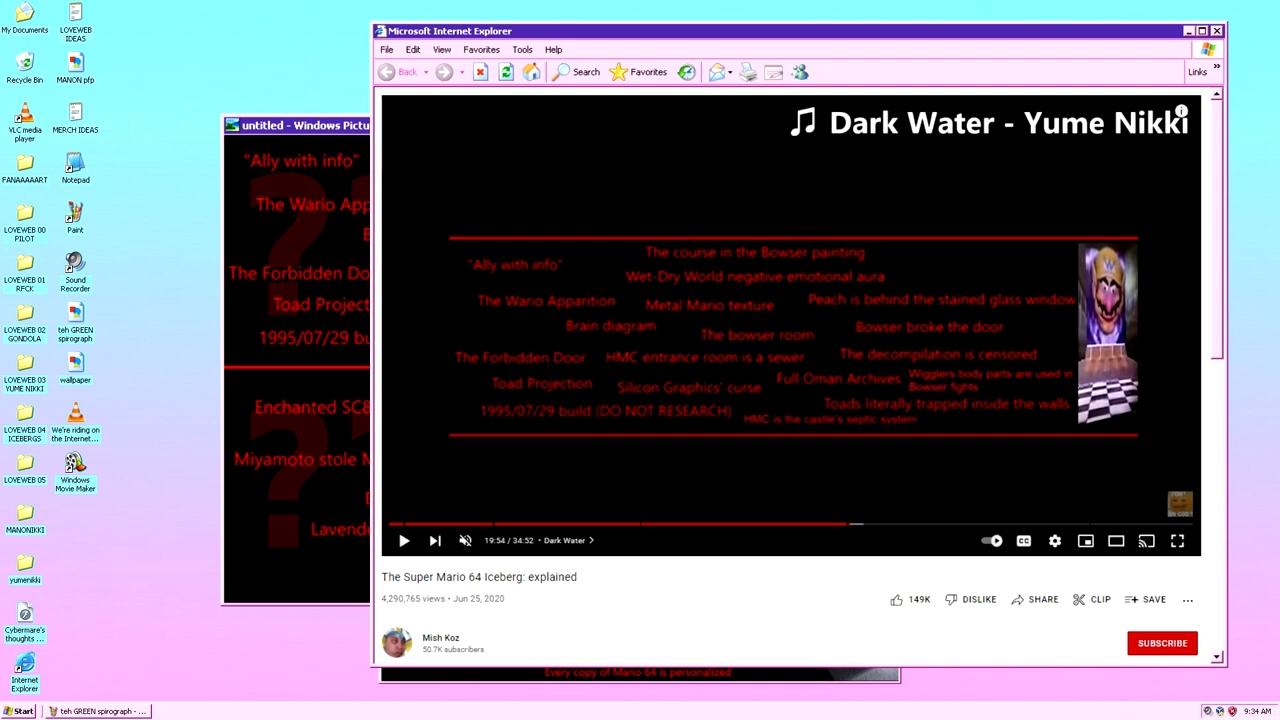 My Documents
LOVEWEB
IDEAS
Recycle Bin
MANON pfp
VLC media
player
MERCH IDEAS
FANAAAAART
Notepad
LOVEWEB 00
PILOT
Paint
LOVEWEB 01
RFCK
Sound
Recorder
LOVEWEB 02
GONDOLA
teh GREEN
spirograph
LOVEWEB 03
YUME NIKKI
wallpaper
LOVEWEB 04
ICEBERGS
We're riding on
the Internet...
LOVEWEB 05
Windows
Movie Maker
MANONIKKI
yumenikki
Cybermare's
thoughts ...
Internet
Explorer
untitled - Windows Pictu
"Ally with info"
The Wario App
The Forbidden Do
Toad Project
1995/07/29 bu
Enchanted SC8
Miyamoto stole M
Lavende
Microsoft Internet Explorer
File Edit View Favorites Tools Help
Back Search Favorites Links
♫ Dark Water - Yume Nikki
The course in the Bowser painting
"Ally with info"
Wet-Dry World negative emotional aura
The Wario Apparition
Metal Mario texture
Peach is behind the stained glass window
Brain diagram
The bowser room
Bowser broke the door
The Forbidden Door
HMC entrance room is a sewer
The decompilation is censored
Toad Projection
Silicon Graphics' curse
Full Oman Archives
Wigglers body parts are used in
Bowser fights
1995/07/29 build (DO NOT RESEARCH)
Toads literally trapped inside the walls
HMC is the castle's septic system
19:54 / 34:52 • Dark Water
CC
The Super Mario 64 Iceberg: explained
4,290,765 views • Jun 25, 2020
149K DISLIKE SHARE CLIP SAVE ...
Mish Koz
50.7K subscribers
SUBSCRIBE
Every copy of Mario 64 is personalized
Start
teh GREEN spirograph - ...
9:34 AM